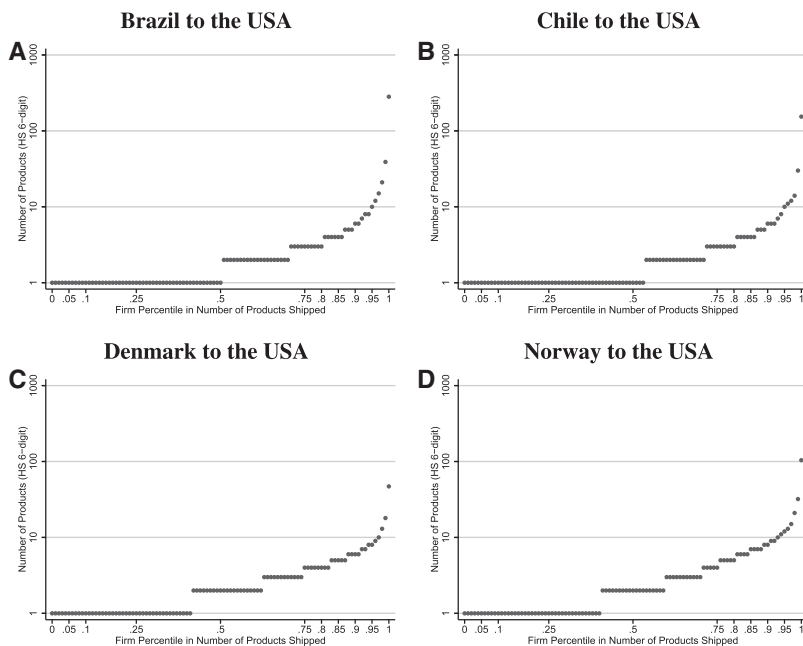 Brazil to the USA
A
Number of Products (HS 6−digit)
1000
100
10
1
0 .05 .1 .25 .5 .75 .8 .85 .9 .95 1
Firm Percentile in Number of Products Shipped
Chile to the USA
B
Number of Products (HS 6−digit)
1000
100
10
1
0 .05 .1 .25 .5 .75 .8 .85 .9 .95 1
Firm Percentile in Number of Products Shipped
Denmark to the USA
C
Number of Products (HS 6−digit)
1000
100
10
1
0 .05 .1 .25 .5 .75 .8 .85 .9 .95 1
Firm Percentile in Number of Products Shipped
Norway to the USA
D
Number of Products (HS 6−digit)
1000
100
10
1
0 .05 .1 .25 .5 .75 .8 .85 .9 .95 1
Firm Percentile in Number of Products Shipped